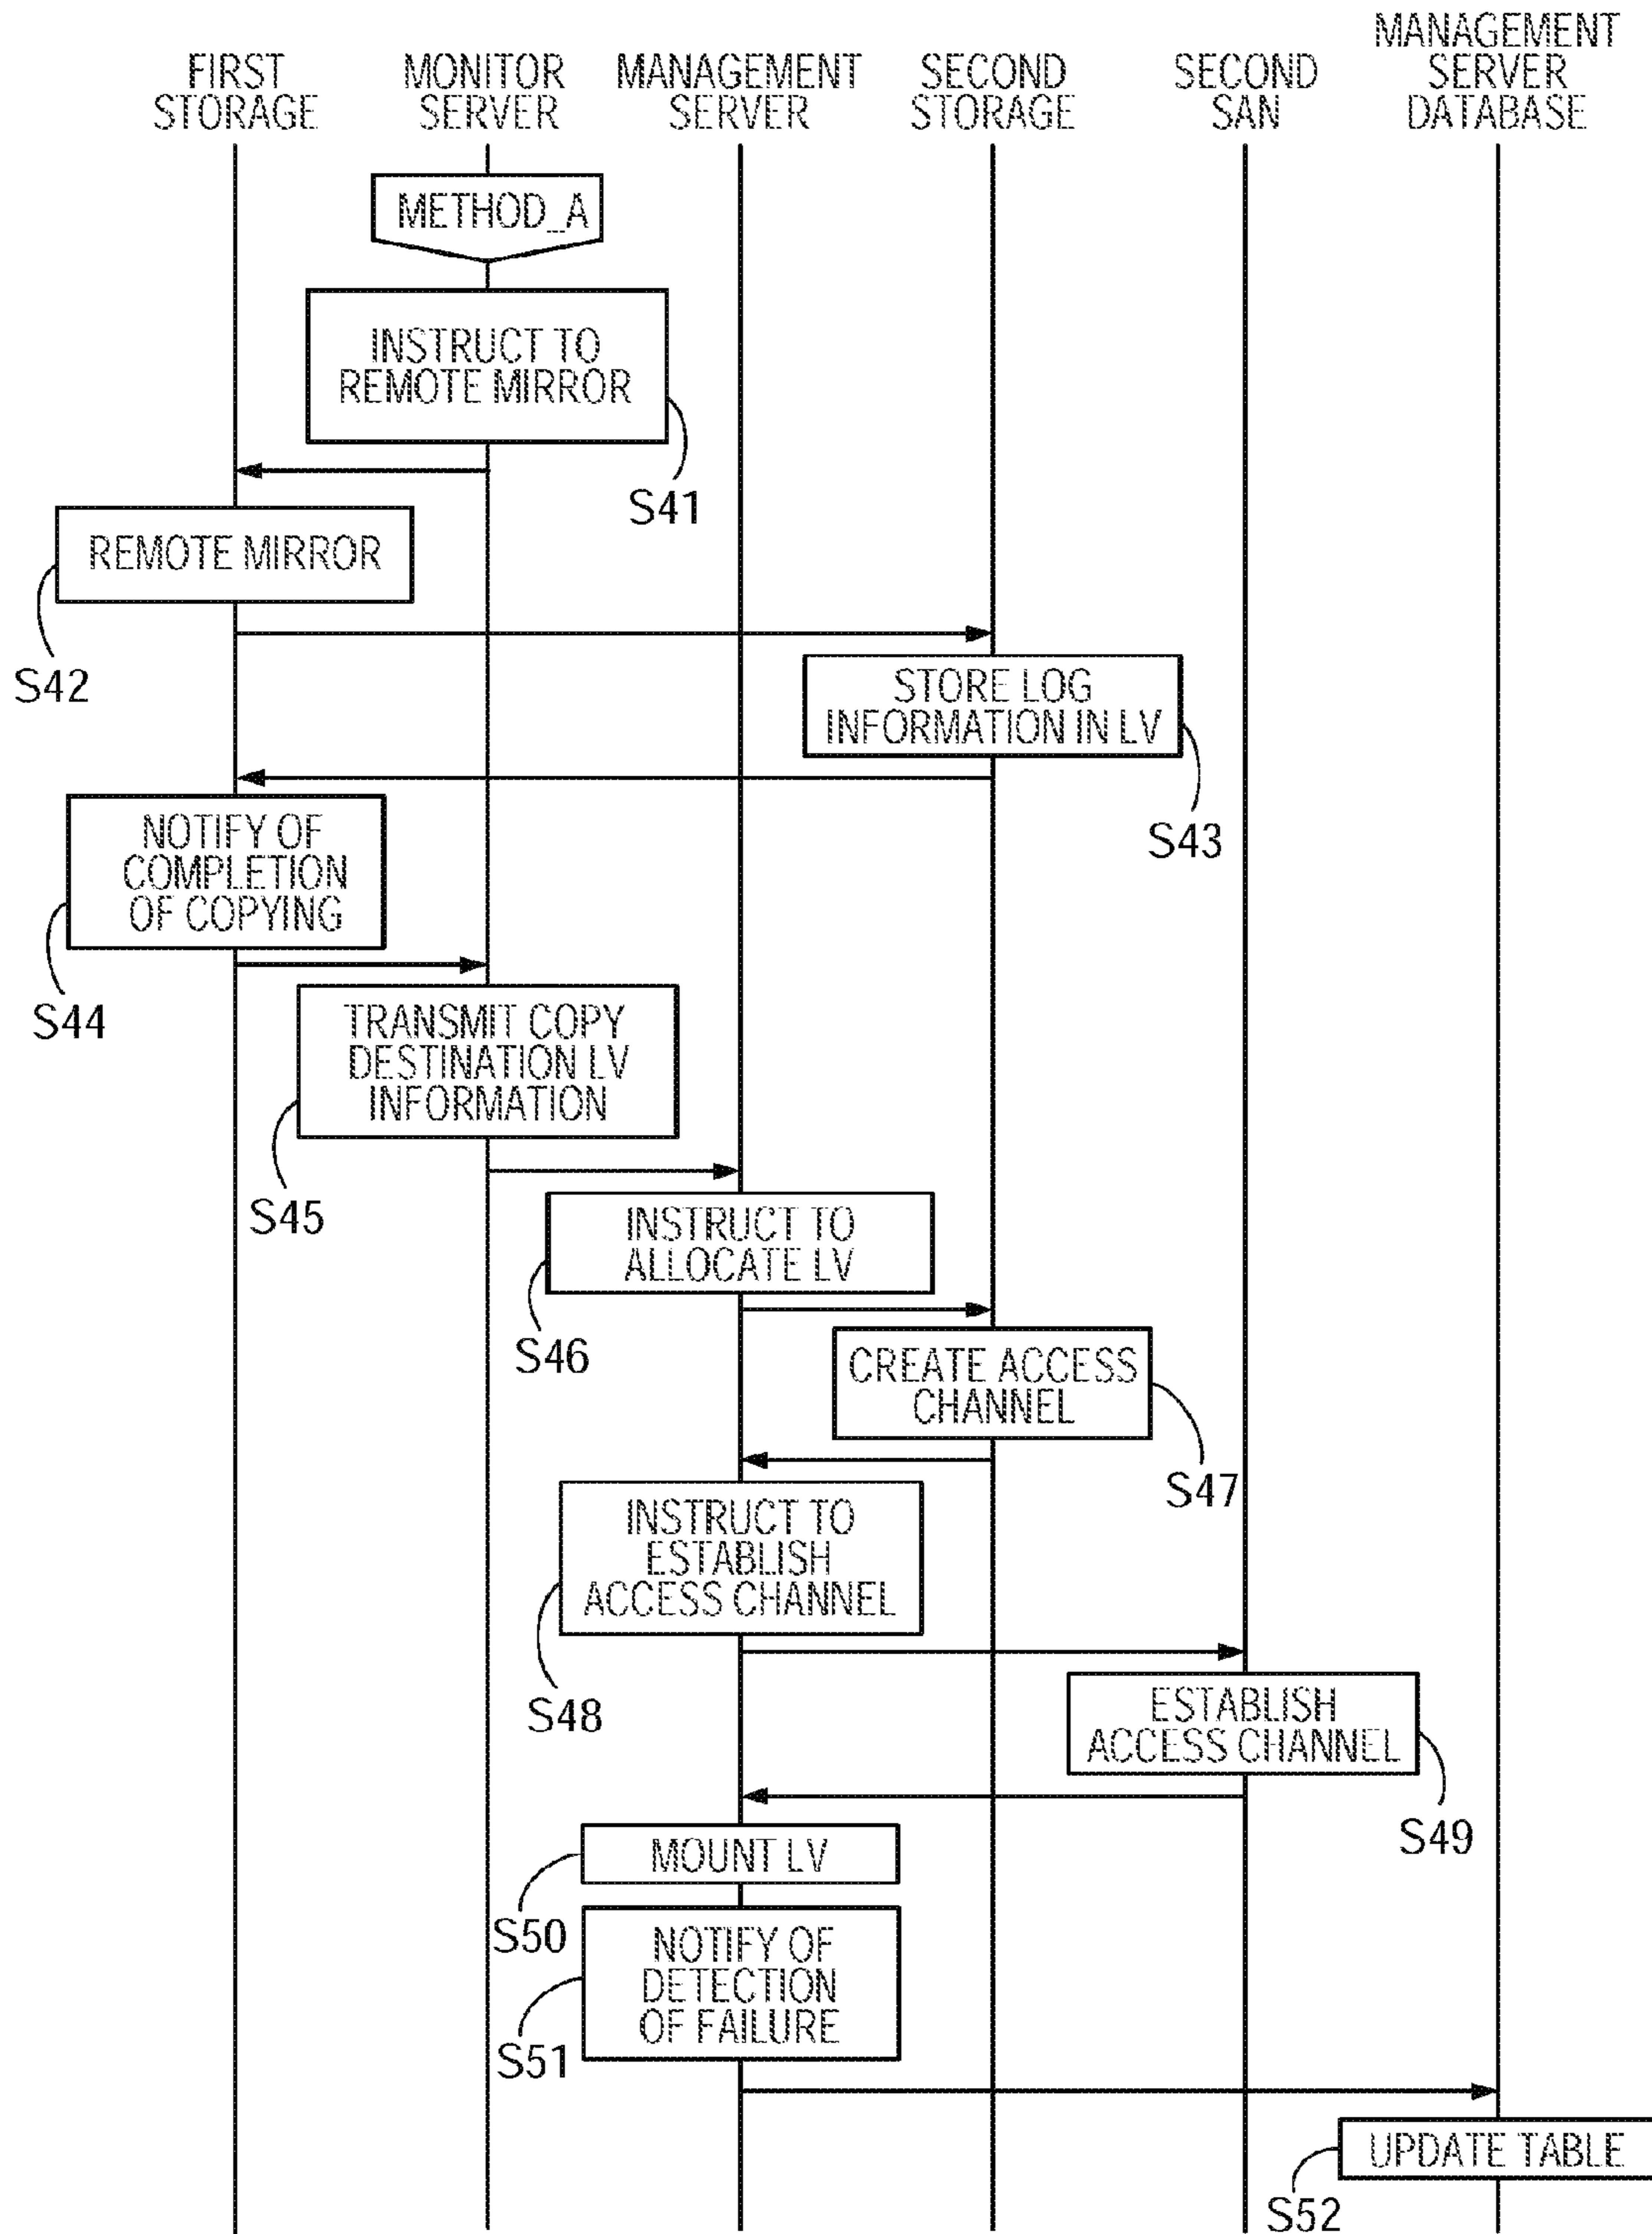 FIRST
STORAGE
MONITOR
SERVER
MANAGEMENT
SERVER
SECOND
STORAGE
SECOND
SAN
MANAGEMENT
SERVER
DATABASE
METHOD_A
INSTRUCT TO
REMOTE MIRROR
S41
REMOTE MIRROR
S42
STORE LOG
INFORMATION IN LV
S43
NOTIFY OF
COMPLETION
OF COPYING
S44
TRANSMIT COPY
DESTINATION LV
INFORMATION
S45
INSTRUCT TO
ALLOCATE LV
S46
CREATE ACCESS
CHANNEL
S47
INSTRUCT TO
ESTABLISH
ACCESS CHANNEL
S48
ESTABLISH
ACCESS CHANNEL
S49
MOUNT LV
S50
NOTIFY OF
DETECTION
OF FAILURE
S51
UPDATE TABLE
S52